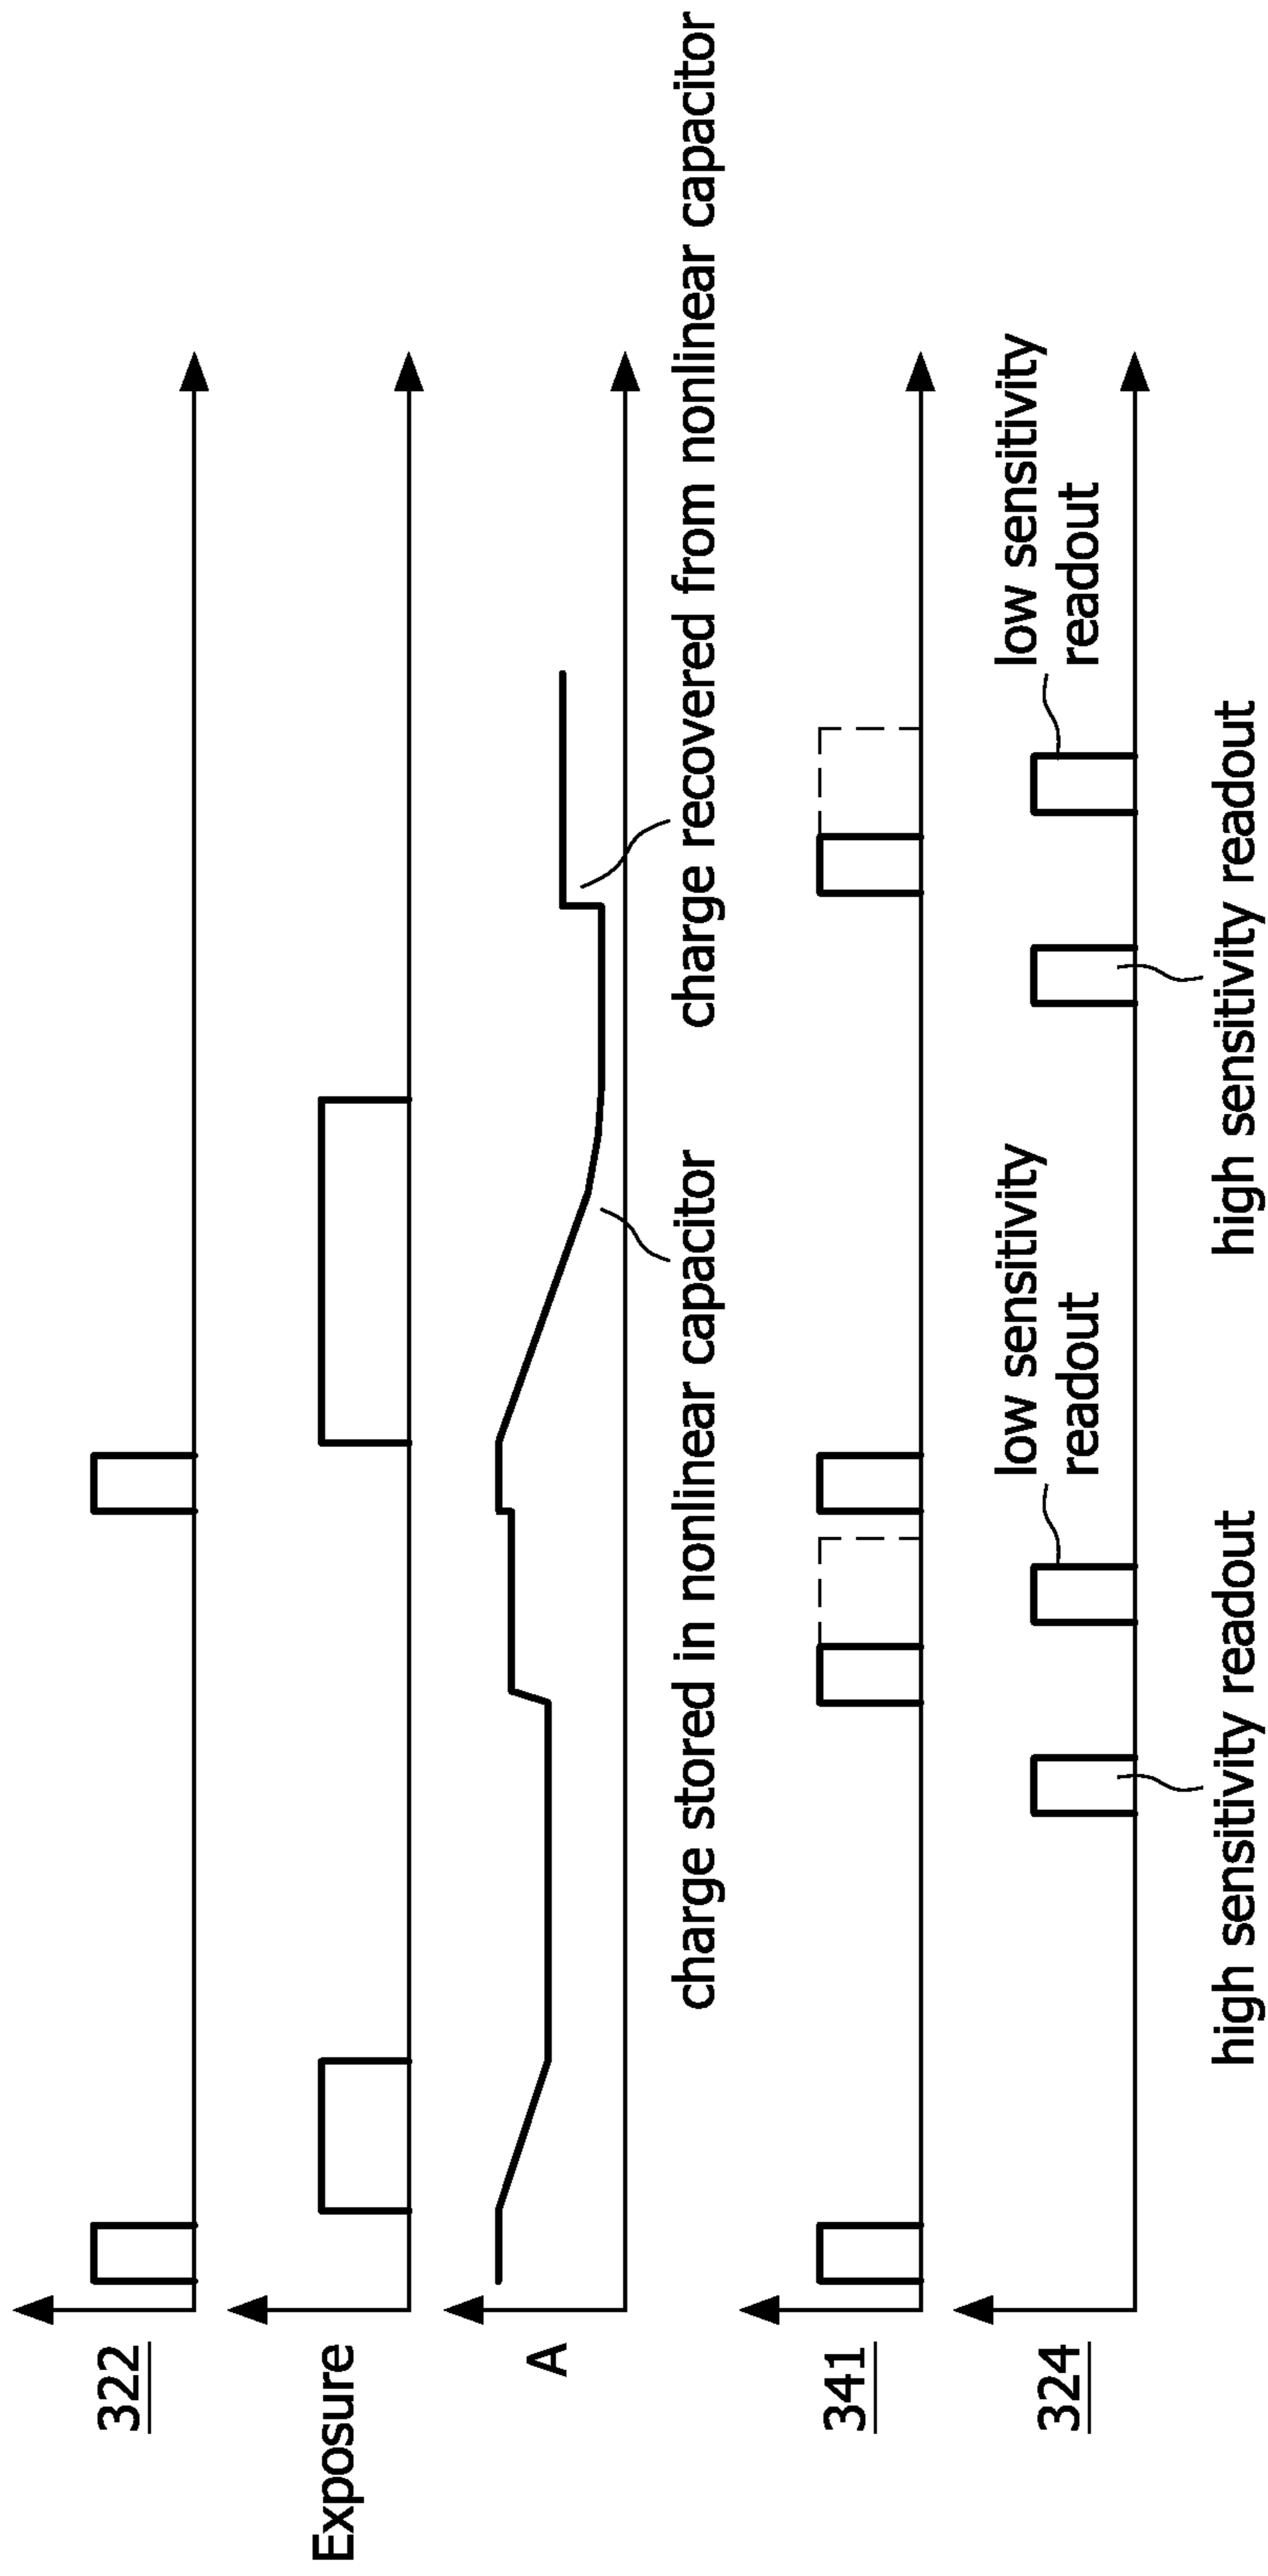 322
Exposure
A
charge stored in nonlinear capacitor
charge recovered from nonlinear capacitor
341
324
low sensitivity
readout
low sensitivity
readout
high sensitivity readout
high sensitivity readout